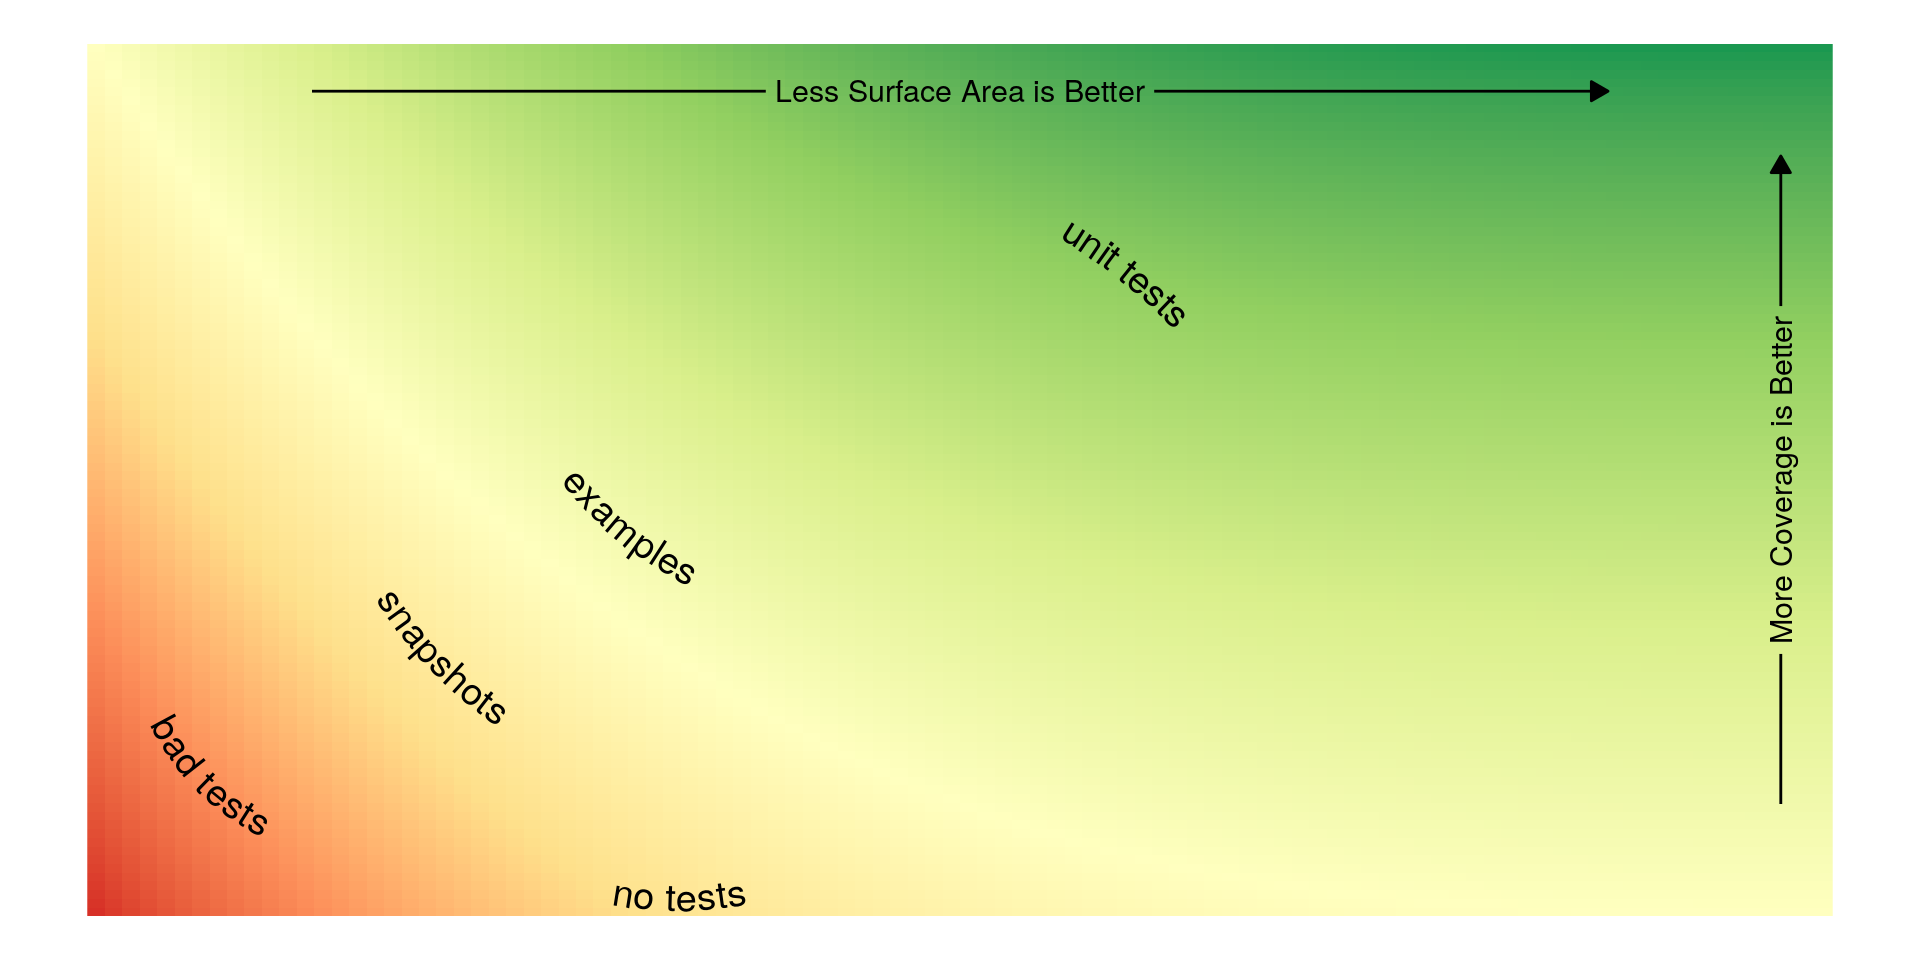 Less Surface Area is Better
unit tests
More Coverage is Better
examples
snapshots
bad tests
no tests